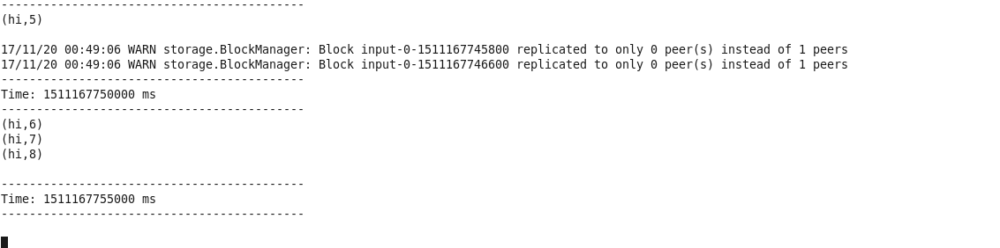 -------------------------------------------
(hi,5)
17/11/20 00:49:06 WARN storage.BlockManager: Block input-0-1511167745800 replicated to only 0 peer(s) instead of 1 peers
17/11/20 00:49:06 WARN storage.BlockManager: Block input-0-1511167746600 replicated to only 0 peer(s) instead of 1 peers
-------------------------------------------
Time: 1511167750000 ms
-------------------------------------------
(hi,6)
(hi,7)
(hi,8)
-------------------------------------------
Time: 1511167755000 ms
-------------------------------------------